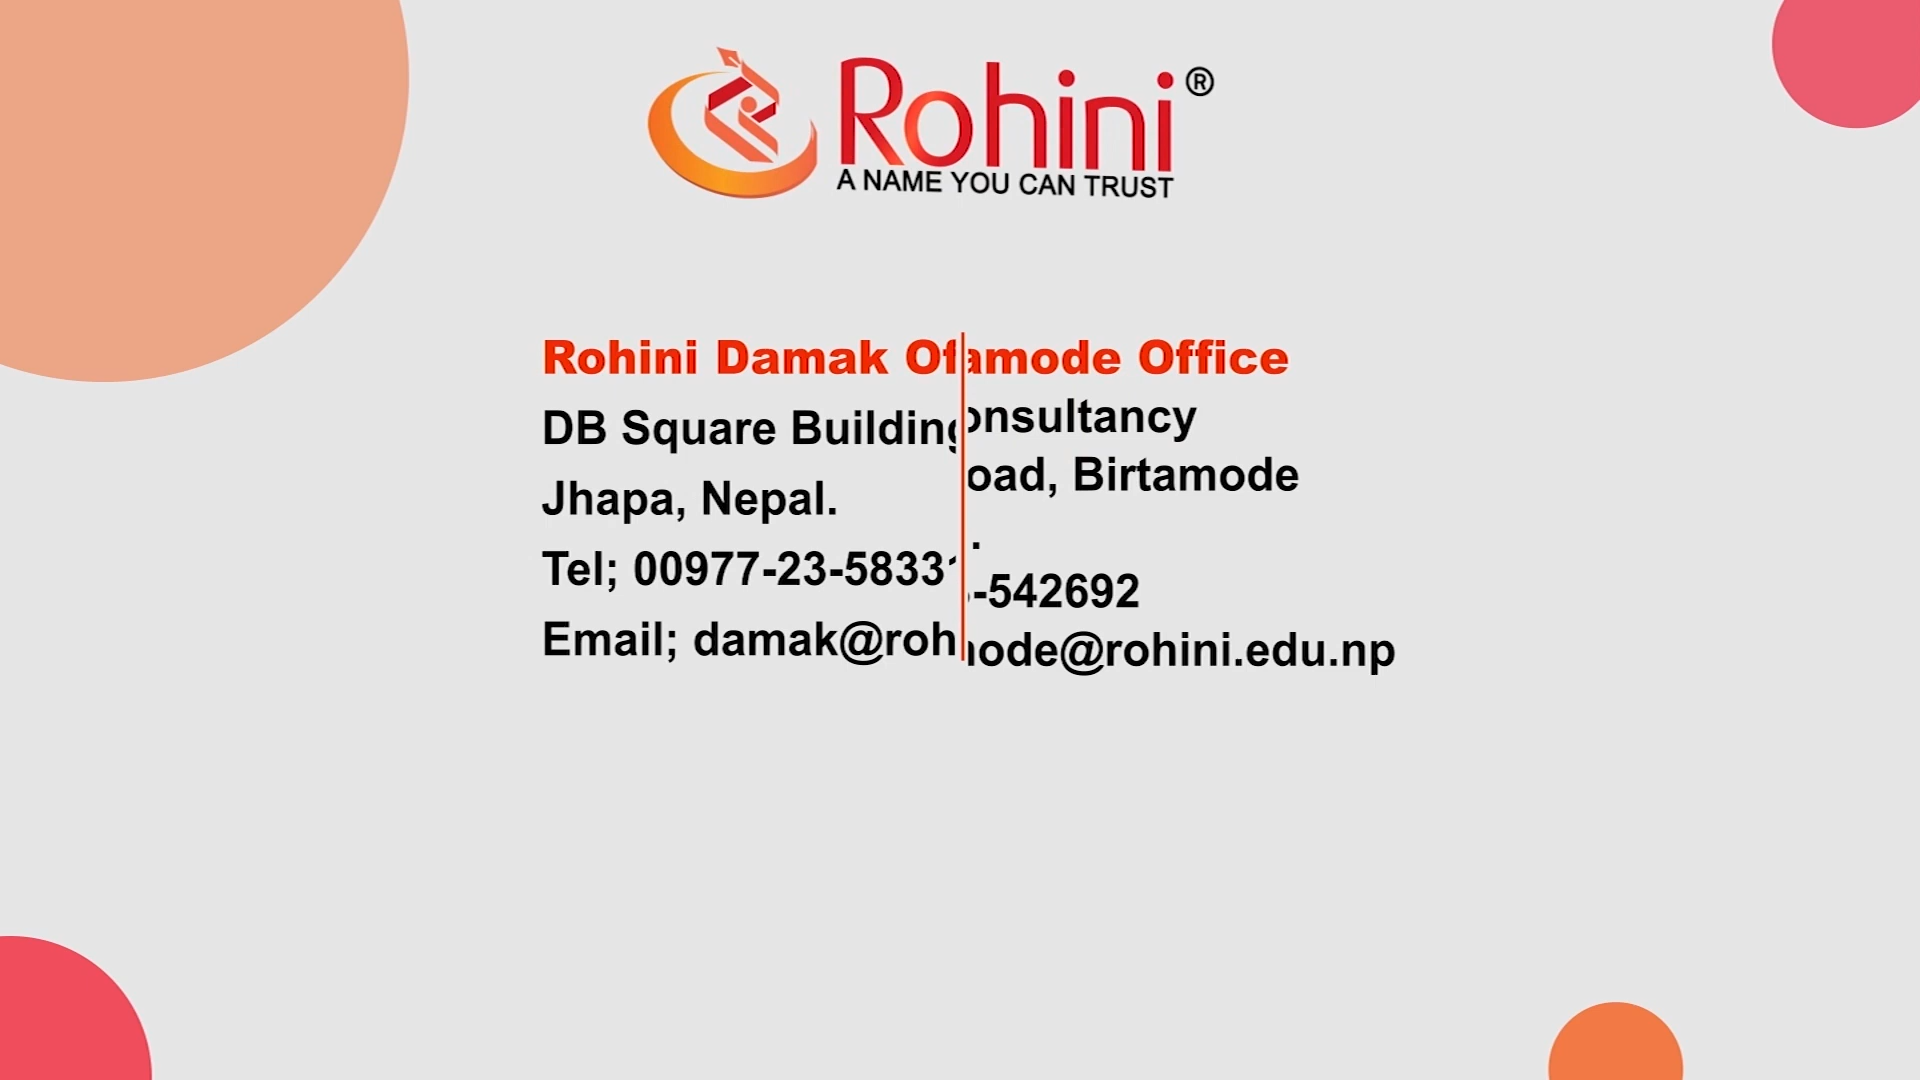 Rohini®
A NAME YOU CAN TRUST
Rohini Damak Of
DB Square Building
Jhapa, Nepal.
Tel; 00977-23-5833
Email; damak@roh
amode Office
onsultancy
oad, Birtamode
.
-542692
ode@rohini.edu.np